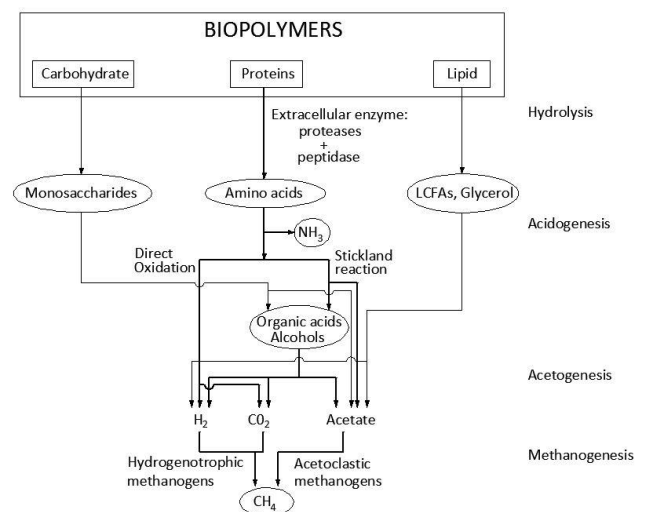 BIOPOLYMERS
Carbohydrate
Proteins
Lipid
Hydrolysis
Extracellular enzyme:
proteases
+
peptidase
Monosaccharides
Amino acids
LCFAs, Glycerol
Acidogenesis
NH₃
Direct
Oxidation
Stickland
reaction
Organic acids
Alcohols
Acetogenesis
H₂
CO₂
Acetate
Methanogenesis
Hydrogenotrophic
methanogens
Acetoclastic
methanogens
CH₄